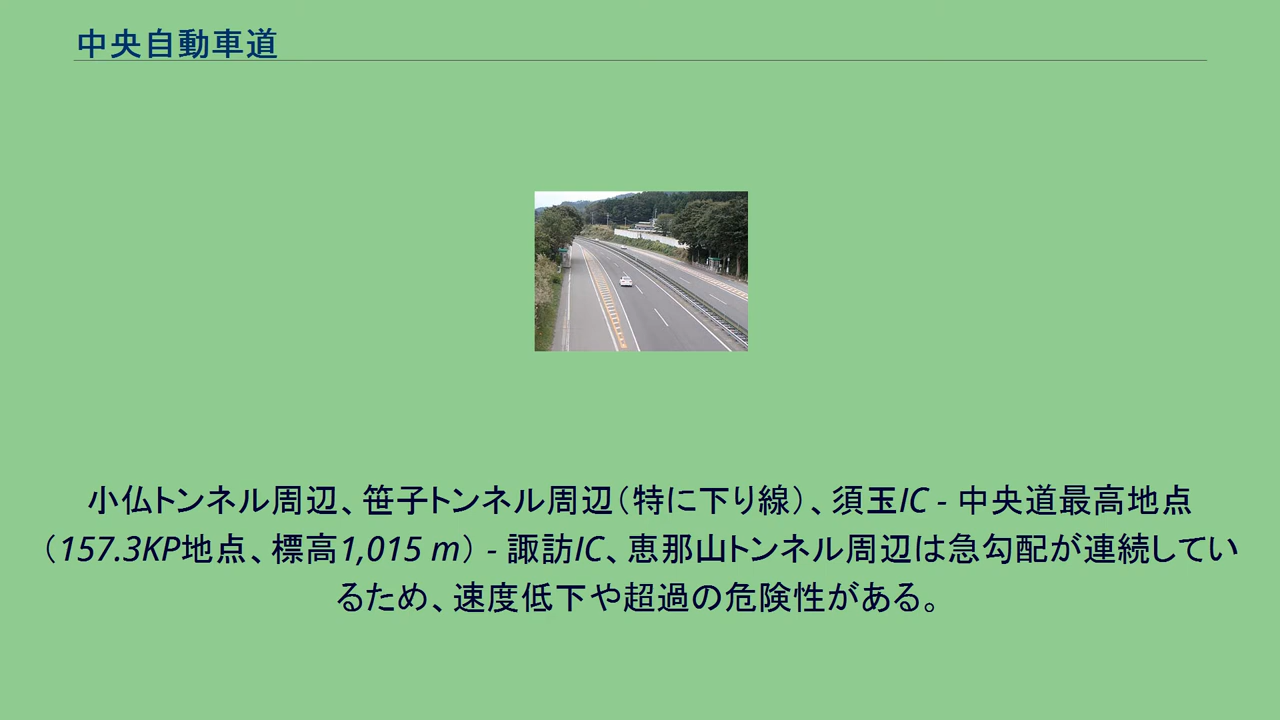 中央自動車道
小仏トンネル周辺、笹子トンネル周辺（特に下り線）、須玉IC - 中央道最高地点
（157.3KP地点、標高1,015 m） - 諏訪IC、恵那山トンネル周辺は急勾配が連続してい
るため、速度低下や超過の危険性がある。